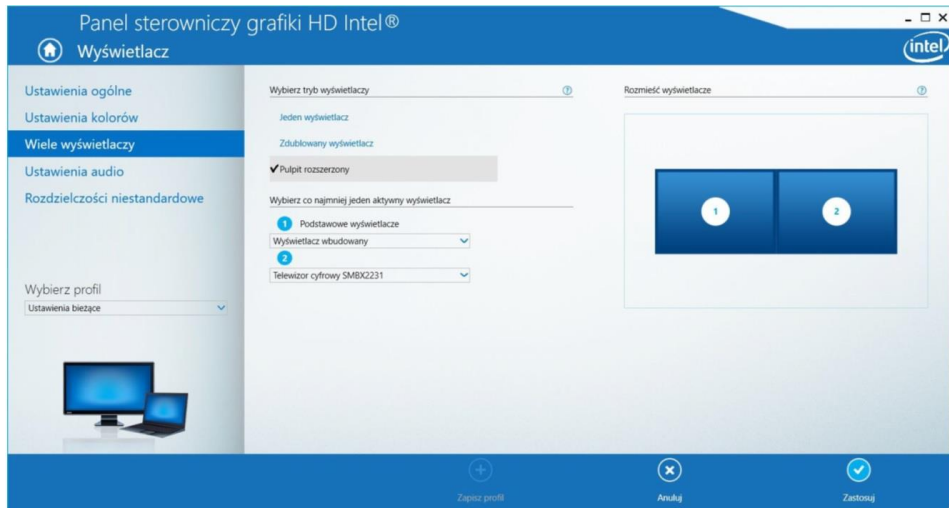 Panel sterowniczy grafiki HD Intel®
Wyświetlacz
intel
Ustawienia ogólne
Ustawienia kolorów
Wiele wyświetlaczy
Ustawienia audio
Rozdzielczości niestandardowe
Wybierz profil
Ustawienia bieżące
Wybierz tryb wyświetlaczy ?
Jeden wyświetlacz
Zdublowany wyświetlacz
Pulpit rozszerzony
Wybierz co najmniej jeden aktywny wyświetlacz
1 Podstawowe wyświetlacze
Wyświetlacz wbudowany
2
Telewizor cyfrowy SMBX2231
Rozmieść wyświetlacze ?
1 2
Zapisz profil
Anuluj
Zastosuj